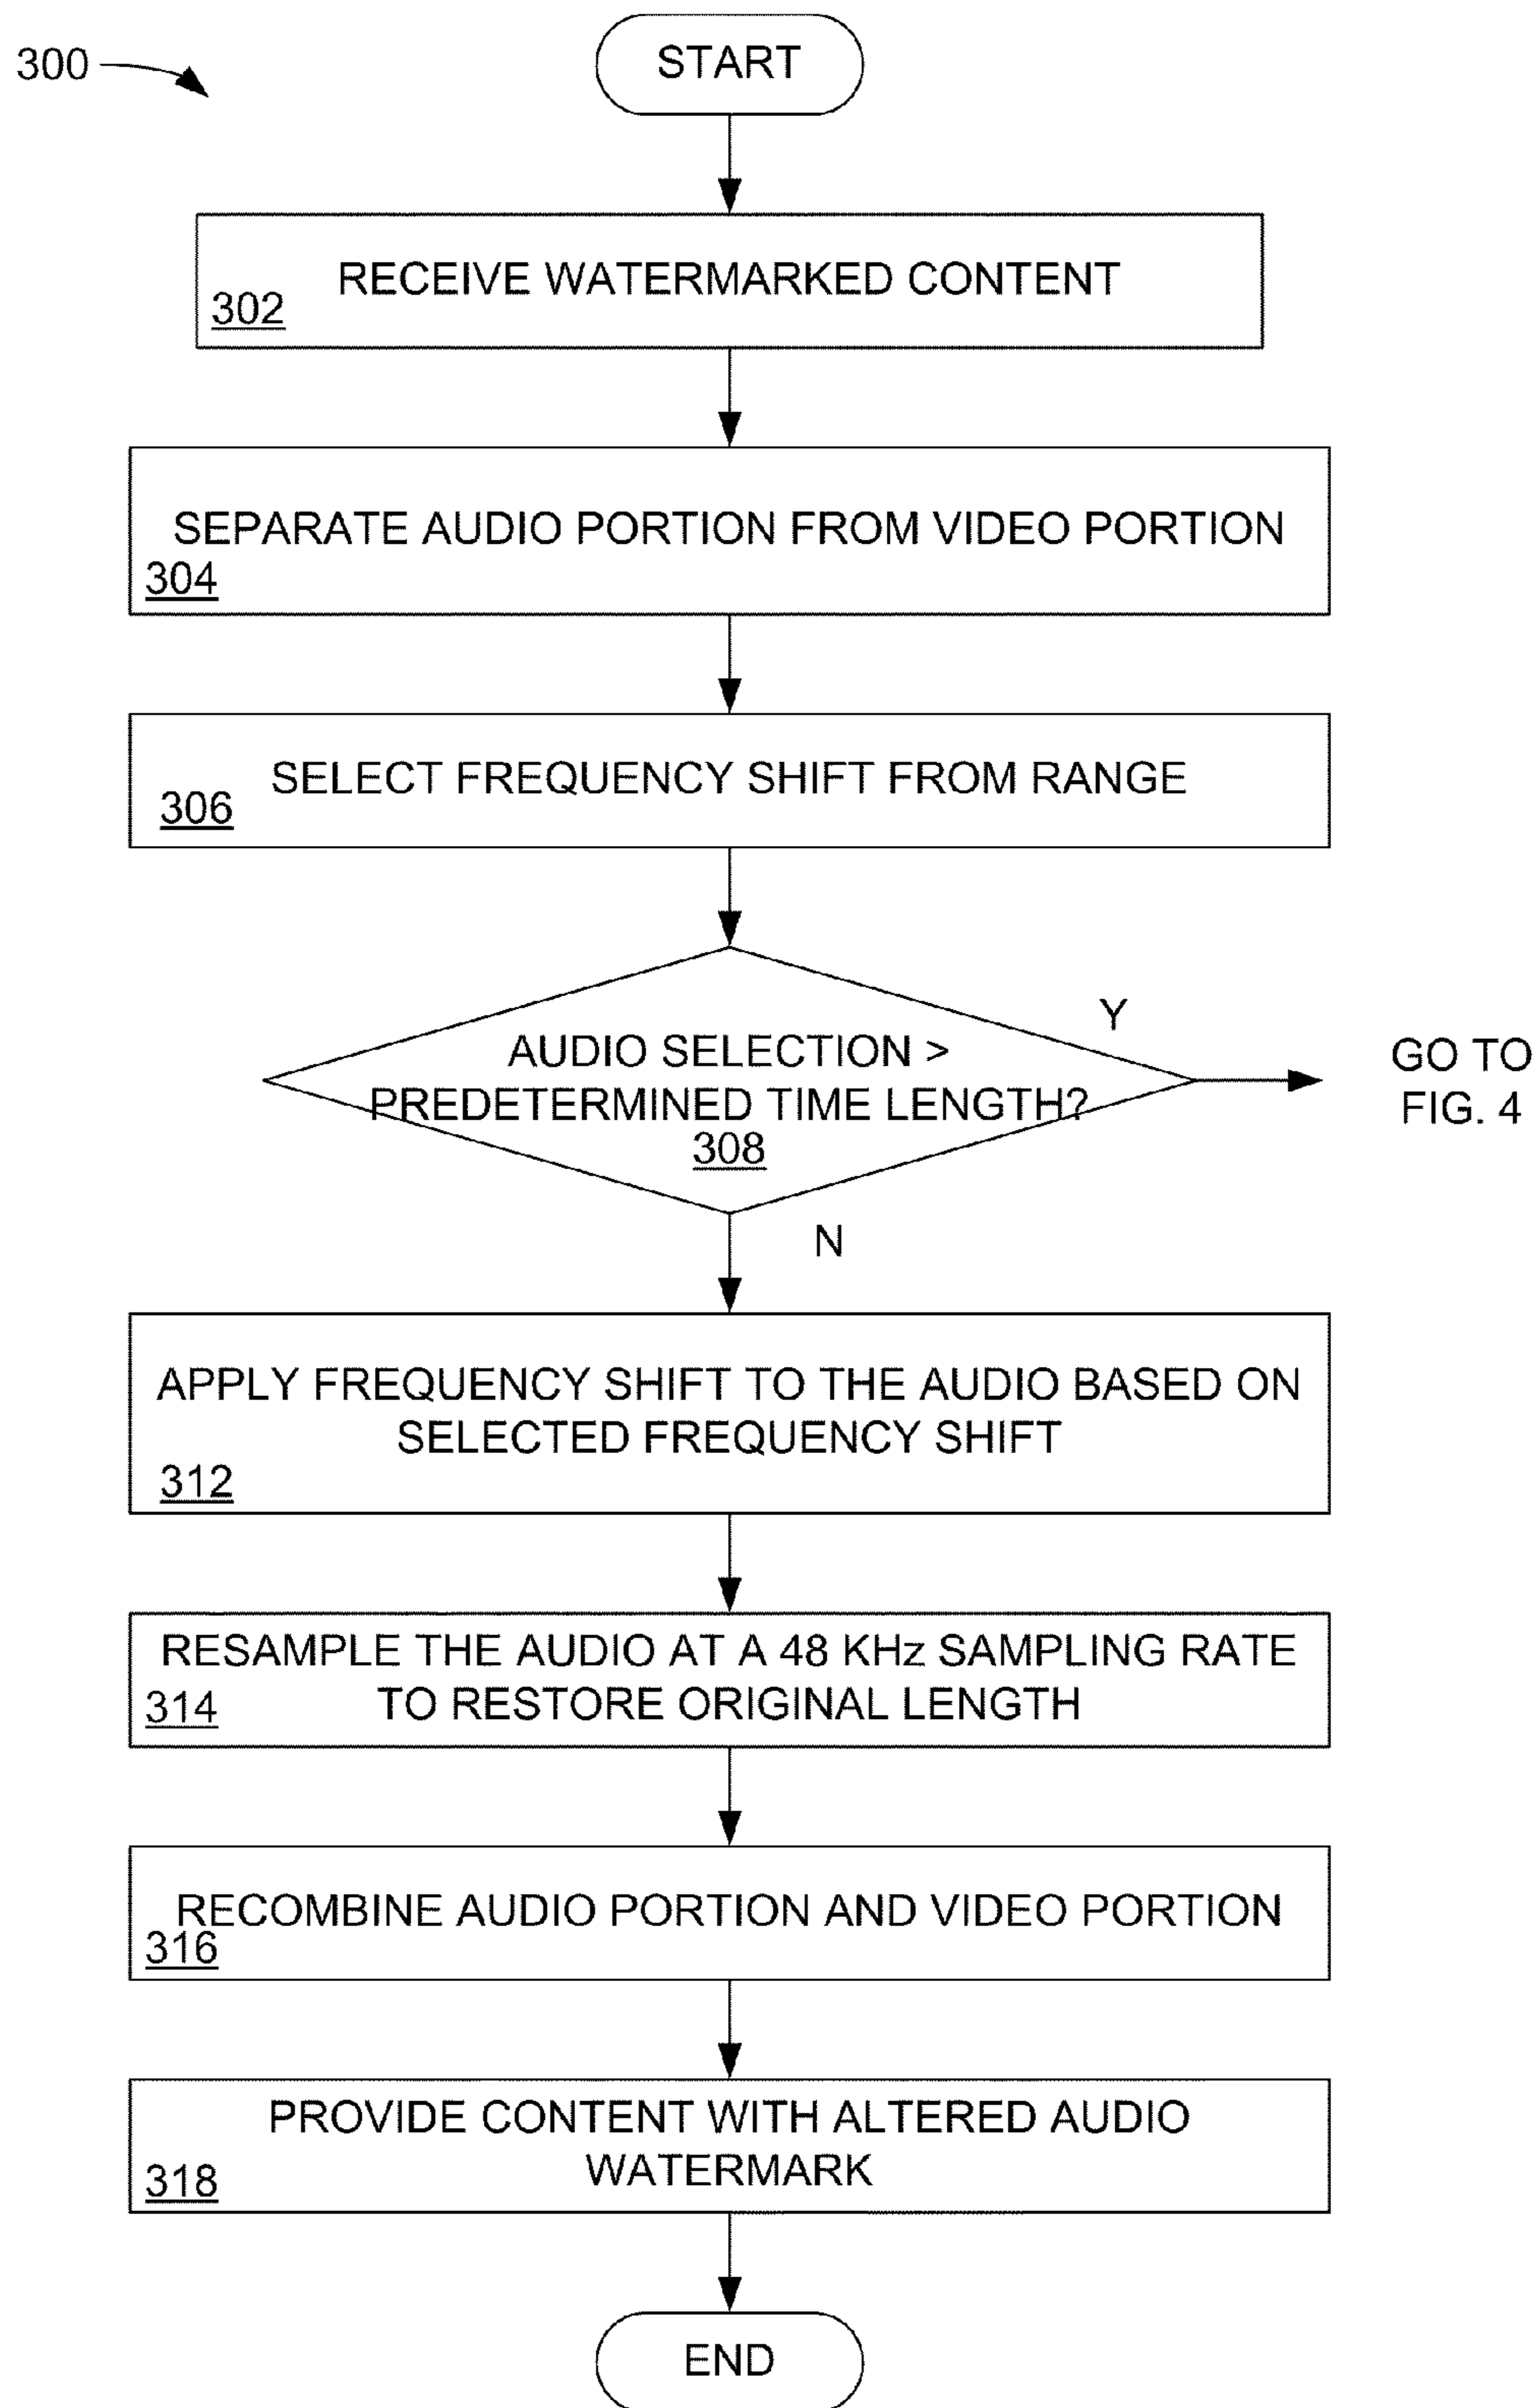 300
START
RECEIVE WATERMARKED CONTENT
302
SEPARATE AUDIO PORTION FROM VIDEO PORTION
304
SELECT FREQUENCY SHIFT FROM RANGE
306
AUDIO SELECTION >
PREDETERMINED TIME LENGTH?
308
Y
GO TO
FIG. 4
N
APPLY FREQUENCY SHIFT TO THE AUDIO BASED ON
SELECTED FREQUENCY SHIFT
312
RESAMPLE THE AUDIO AT A 48 KHz SAMPLING RATE
TO RESTORE ORIGINAL LENGTH
314
RECOMBINE AUDIO PORTION AND VIDEO PORTION
316
PROVIDE CONTENT WITH ALTERED AUDIO
WATERMARK
318
END